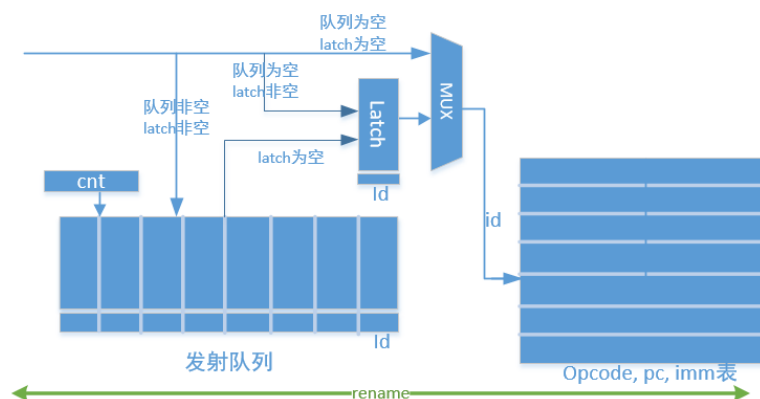 队列为空
latch为空
队列为空
latch非空
MUX
Latch
队列非空
latch非空
latch为空
cnt
Id
id
Id
发射队列
Opcode, pc, imm表
rename